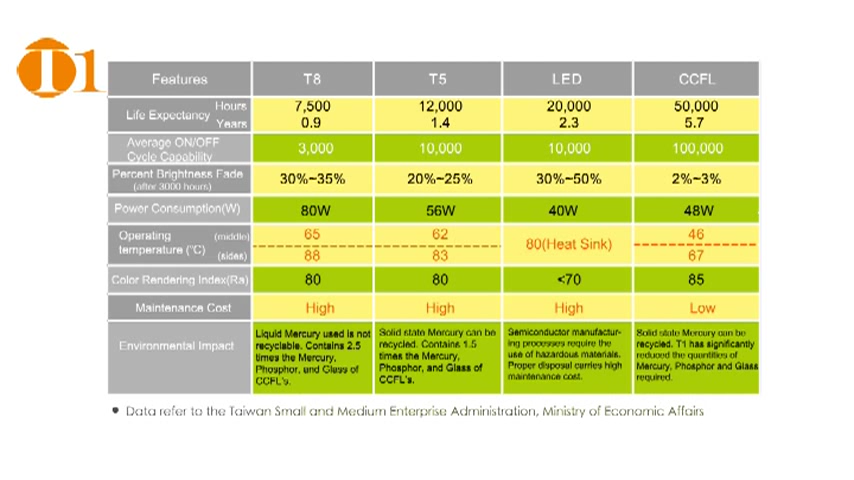 T1
Features T8 T5 LED CCFL
Life Expectancy Hours 7,500 12,000 20,000 50,000
Years 0.9 1.4 2.3 5.7
Average ON/OFF
Cycle Capability 3,000 10,000 10,000 100,000
Percent Brightness Fade
(after 3000 hours) 30%~35% 20%~25% 30%~50% 2%~3%
Power Consumption(W) 80W 56W 40W 48W
Operating (middle) 65 62 80(Heat Sink) 46
temperature (°C) (sides) 88 83 67
Color Rendering Index(Ra) 80 80 <70 85
Maintenance Cost High High High Low
Environmental Impact
Liquid Mercury used is not
recyclable. Contains 2.5
times the Mercury,
Phosphor, and Glass of
CCFL's.
Solid state Mercury can be
recycled. Contains 1.5
times the Mercury,
Phosphor, and Glass of
CCFL's.
Semiconductor manufactur-
ing processes require the
use of hazardous materials.
Proper disposal carries high
maintenance cost.
Solid state Mercury can be
recycled. T1 has significantly
reduced the quantities of
Mercury, Phosphor and Glass
required.
• Data refer to the Taiwan Small and Medium Enterprise Administration, Ministry of Economic Affairs